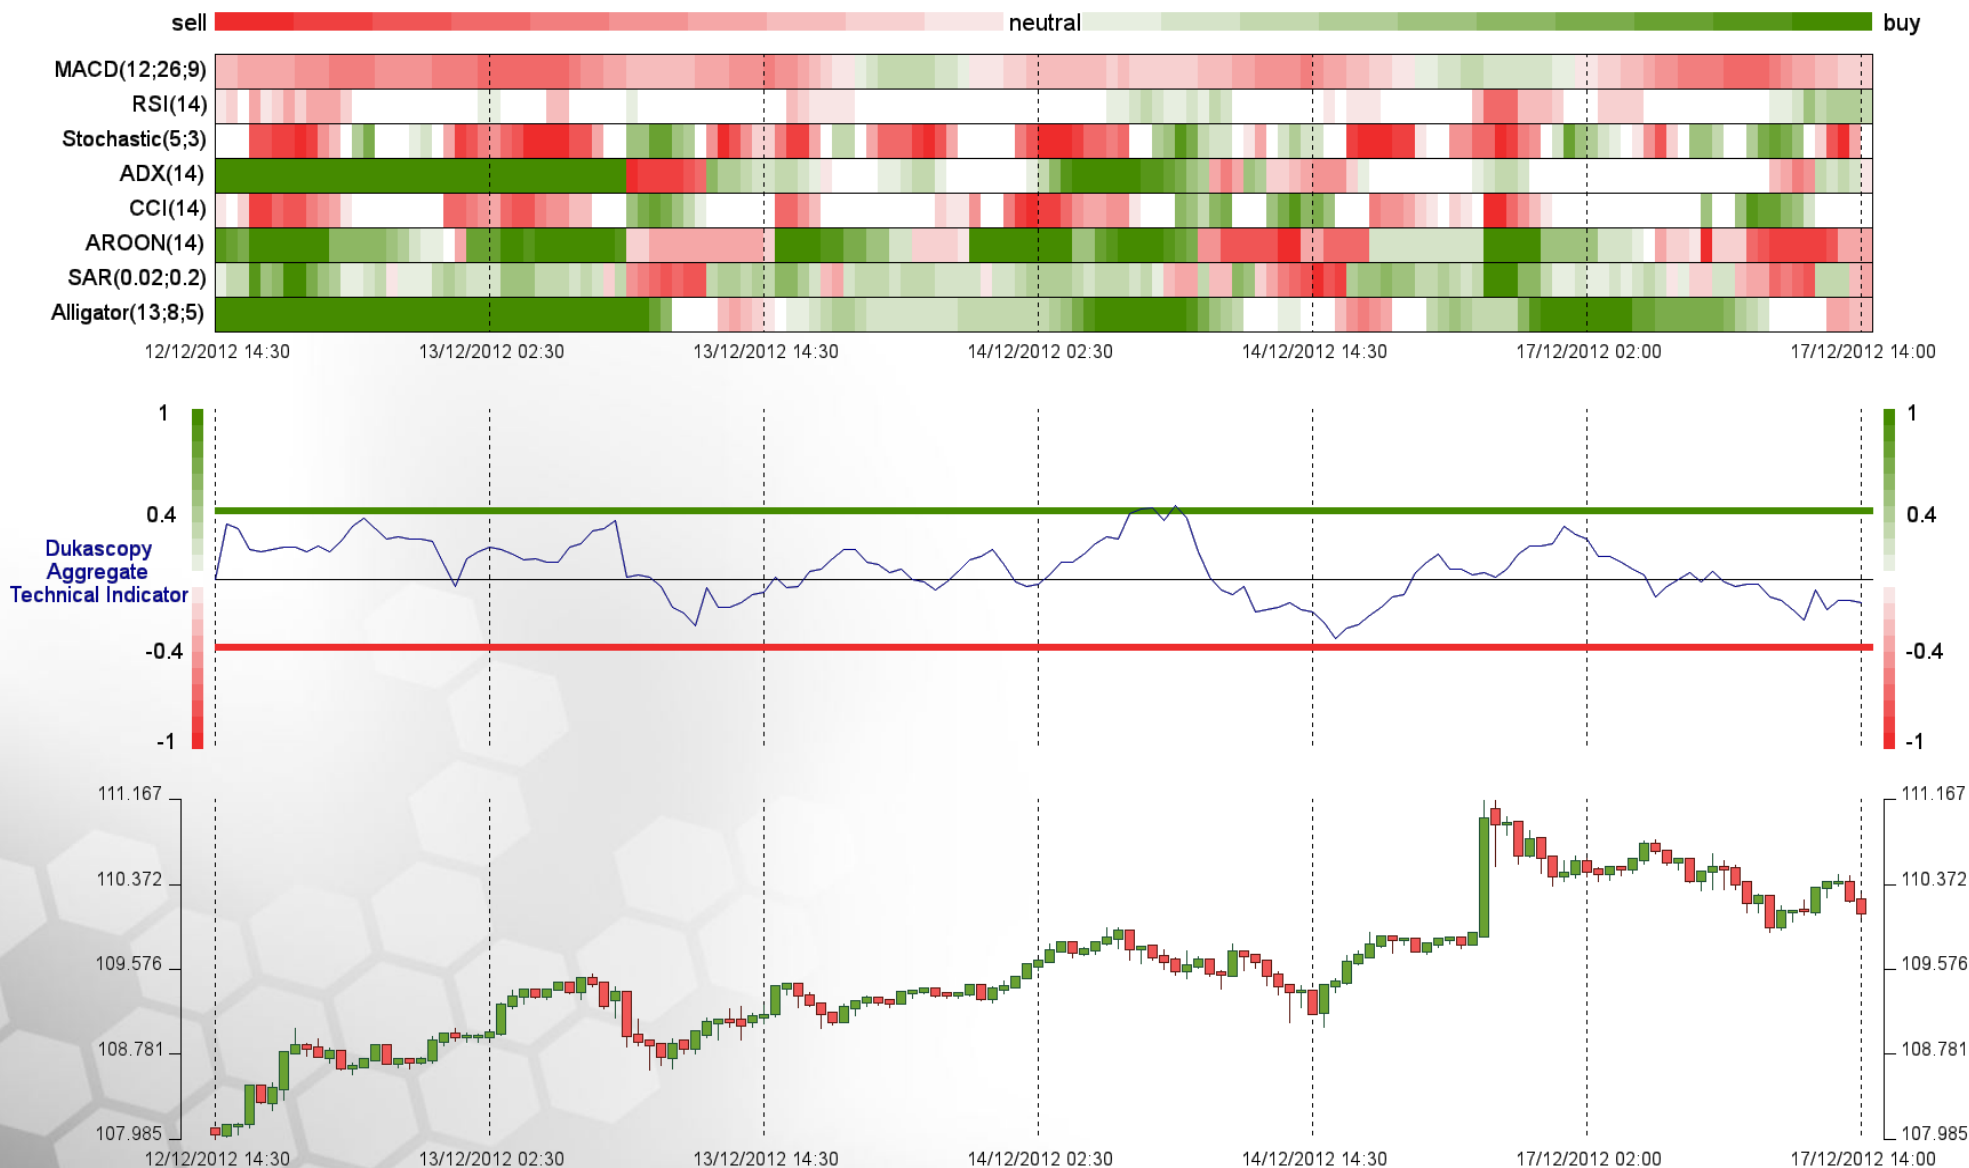 sell neutral buy
MACD(12;26;9)
RSI(14)
Stochastic(5;3)
ADX(14)
CCI(14)
AROON(14)
SAR(0.02;0.2)
Alligator(13;8;5)
12/12/2012 14:30 13/12/2012 02:30 13/12/2012 14:30 14/12/2012 02:30 14/12/2012 14:30 17/12/2012 02:00 17/12/2012 14:00
1 1
0.4 0.4
Dukascopy
Aggregate
Technical Indicator
-0.4 -0.4
-1 -1
111.167 111.167
110.372 110.372
109.576 109.576
108.781 108.781
107.985 107.985
12/12/2012 14:30 13/12/2012 02:30 13/12/2012 14:30 14/12/2012 02:30 14/12/2012 14:30 17/12/2012 02:00 17/12/2012 14:00